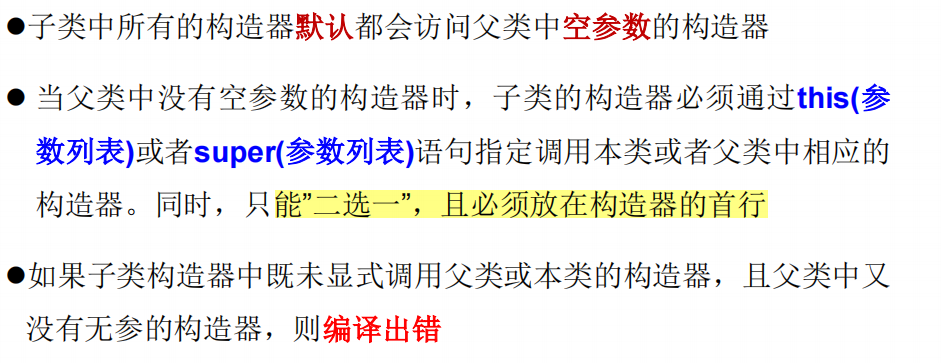 ●子类中所有的构造器默认都会访问父类中空参数的构造器
● 当父类中没有空参数的构造器时，子类的构造器必须通过this(参
数列表)或者super(参数列表)语句指定调用本类或者父类中相应的
构造器。同时，只能”二选一”，且必须放在构造器的首行
●如果子类构造器中既未显式调用父类或本类的构造器，且父类中又
没有无参的构造器，则编译出错